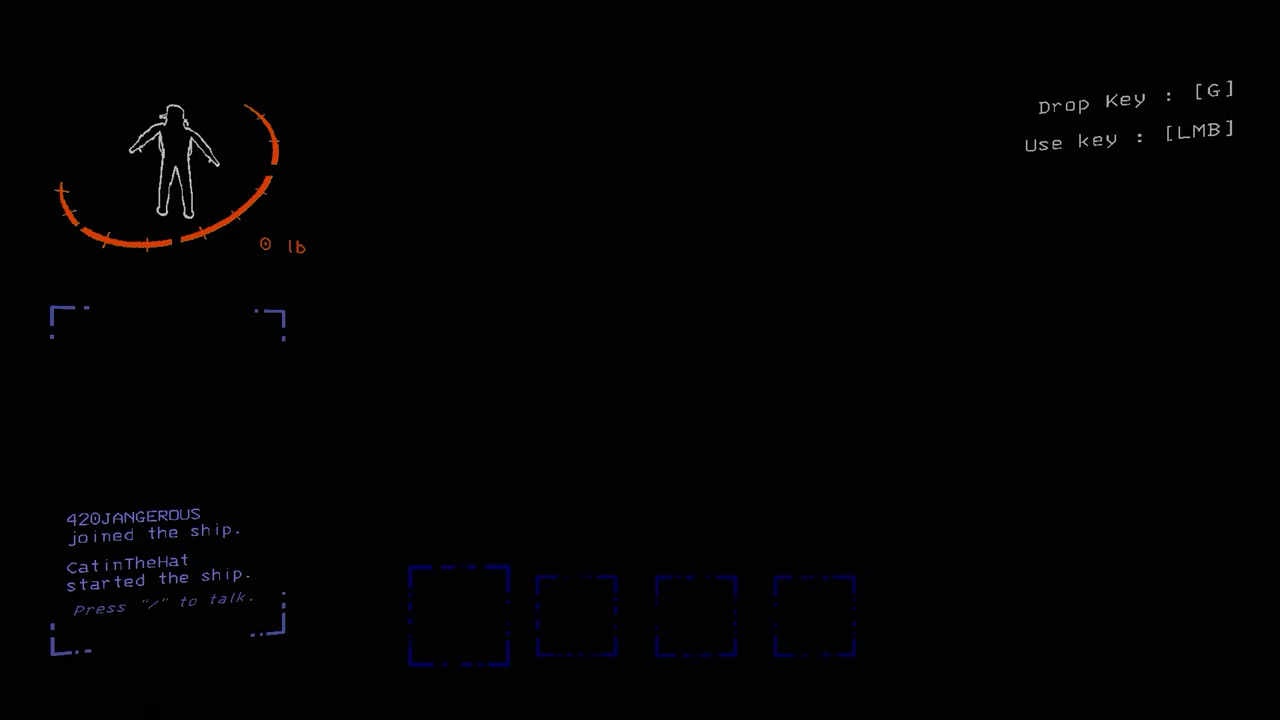 Drop Key : [G]
Use key : [LMB]
0 lb
420JANGEROUS
joined the ship.
CatinTheHat
started the ship.
Press "/" to talk.